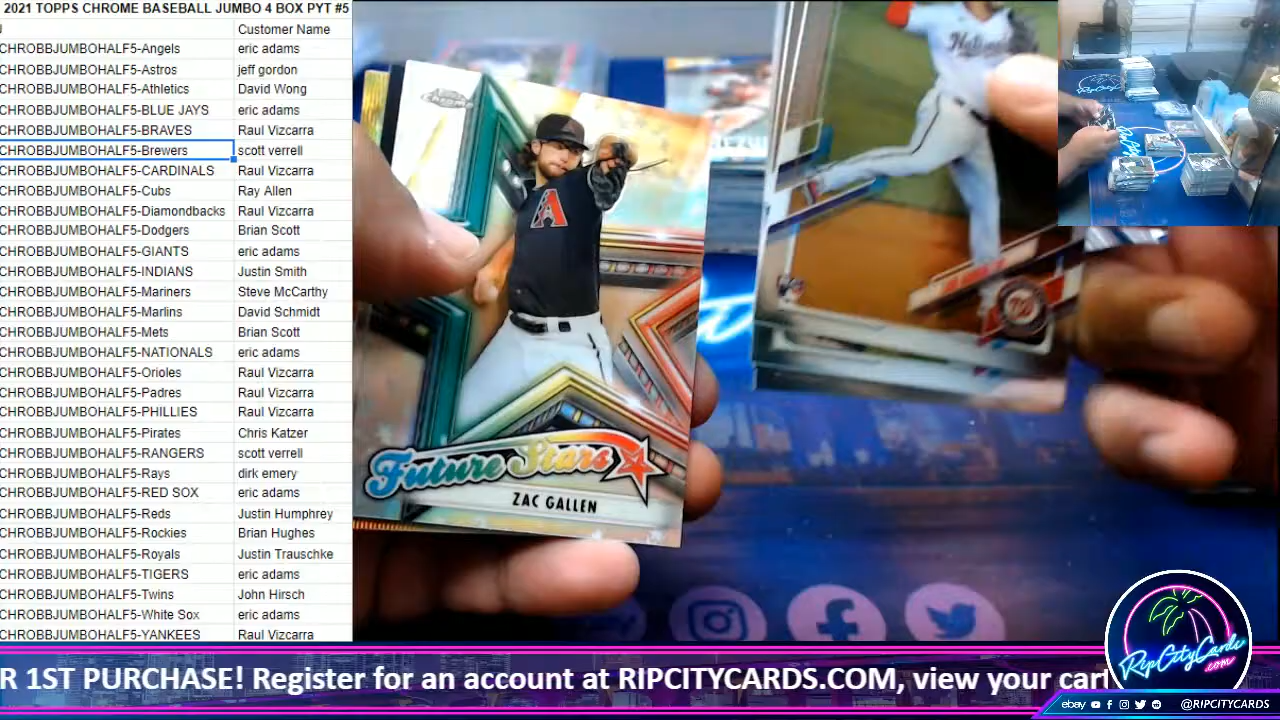 2021 TOPPS CHROME BASEBALL JUMBO 4 BOX PYT #5
Customer Name
CHROBBJUMBOHALF5-Angels eric adams
CHROBBJUMBOHALF5-Astros jeff gordon
CHROBBJUMBOHALF5-Athletics David Wong
CHROBBJUMBOHALF5-BLUE JAYS eric adams
CHROBBJUMBOHALF5-BRAVES Raul Vizcarra
CHROBBJUMBOHALF5-Brewers scott verrell
CHROBBJUMBOHALF5-CARDINALS Raul Vizcarra
CHROBBJUMBOHALF5-Cubs Ray Allen
CHROBBJUMBOHALF5-Diamondbacks Raul Vizcarra
CHROBBJUMBOHALF5-Dodgers Brian Scott
CHROBBJUMBOHALF5-GIANTS eric adams
CHROBBJUMBOHALF5-INDIANS Justin Smith
CHROBBJUMBOHALF5-Mariners Steve McCarthy
CHROBBJUMBOHALF5-Marlins David Schmidt
CHROBBJUMBOHALF5-Mets Brian Scott
CHROBBJUMBOHALF5-NATIONALS eric adams
CHROBBJUMBOHALF5-Orioles Raul Vizcarra
CHROBBJUMBOHALF5-Padres Raul Vizcarra
CHROBBJUMBOHALF5-PHILLIES Raul Vizcarra
CHROBBJUMBOHALF5-Pirates Chris Katzer
CHROBBJUMBOHALF5-RANGERS scott verrell
CHROBBJUMBOHALF5-Rays dirk emery
CHROBBJUMBOHALF5-RED SOX eric adams
CHROBBJUMBOHALF5-Reds Justin Humphrey
CHROBBJUMBOHALF5-Rockies Brian Hughes
CHROBBJUMBOHALF5-Royals Justin Trauschke
CHROBBJUMBOHALF5-TIGERS eric adams
CHROBBJUMBOHALF5-Twins John Hirsch
CHROBBJUMBOHALF5-White Sox eric adams
CHROBBJUMBOHALF5-YANKEES Raul Vizcarra
Future Stars
ZAC GALLEN
R 1ST PURCHASE! Register for an account at RIPCITYCARDS.COM, view your cart
RipCityCards
.com
ebay @RIPCITYCARDS